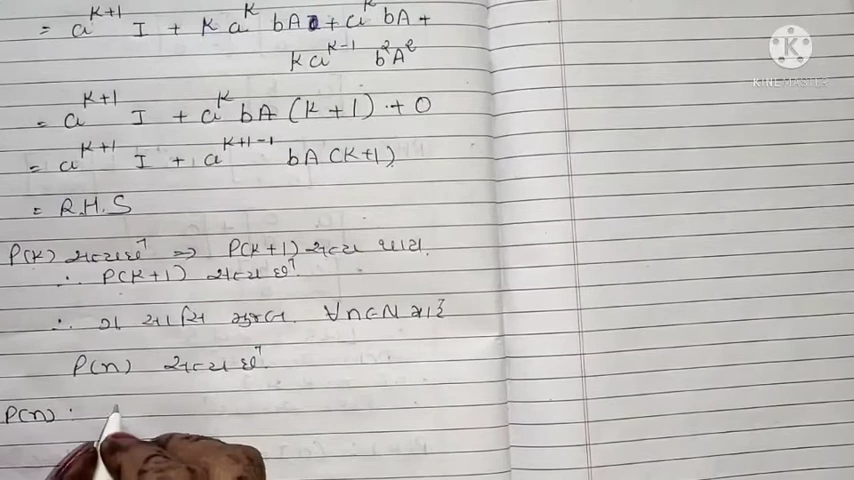 = a^{k+1} I + k a^k bA + a^k bA +
k a^{k-1} b^2 A^2
= a^{k+1} I + a^k bA (k+1) + 0
= a^{k+1} I + a^{k+1-1} bA (k+1)
= R.H.S
P(k) સત્ય છે ⇒ P(k+1) સત્ય થાય.
∴ P(k+1) સત્ય છે.
∴ ∀n∈N માટે
P(n) સત્ય છે.
P(n) :
K
KINEMASTER